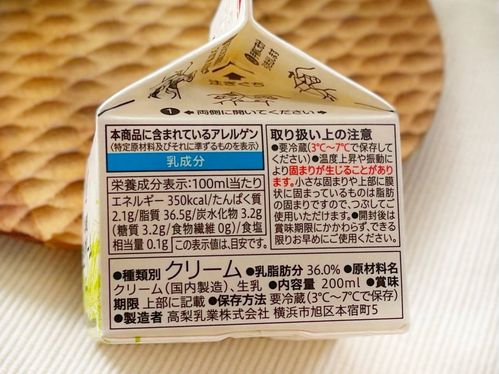 ①両側に開いてください
本商品に含まれているアレルゲン
(特定原材料及びそれに準ずるものを表示)
乳成分
栄養成分表示:100ml当たり
エネルギー 350kcal/たんぱく質
2.1g/脂質 36.5g/炭水化物 3.2g
(糖質 3.2g/食物繊維 0g)/食塩
相当量 0.1g この表示値は、目安です。
取り扱い上の注意
●要冷蔵(3℃~7℃で保存して
ください)●温度上昇や振動に
より固まりが生じることがあり
ます。小さな固まりや上部に膜状
に固まっているものは脂肪
の固まりですので、つぶしてご
使用いただけます。●開封後は
賞味期限にかかわらず、できる
限りお早めにご使用ください。
●種類別 クリーム ●乳脂肪分 36.0% ●原材料名
クリーム(国内製造)、生乳 ●内容量 200ml ●賞味
期限 上部に記載 ●保存方法 要冷蔵(3℃~7℃で保存)
●製造者 高梨乳業株式会社 横浜市旭区本宿町5